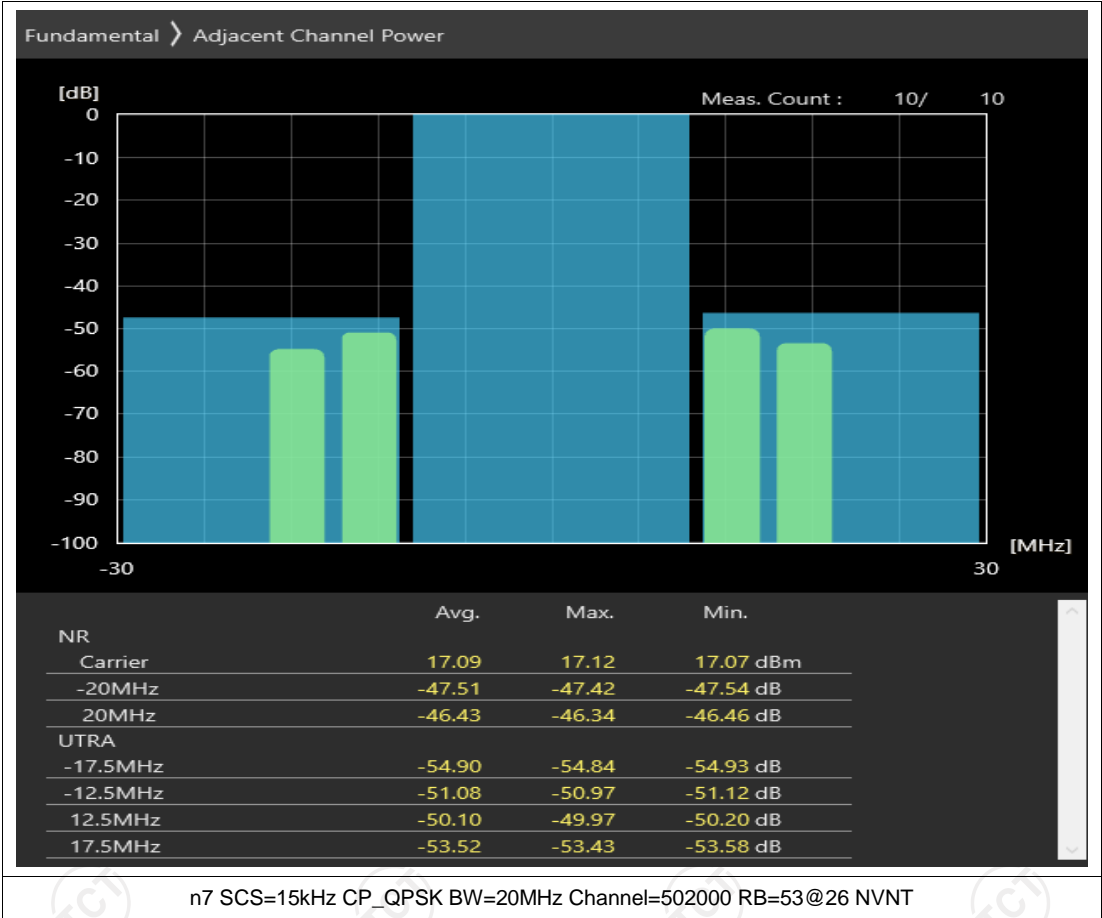 Fundamental 〉 Adjacent Channel Power
[dB]
Meas. Count : 10/ 10
0
-10
-20
-30
-40
-50
-60
-70
-80
-90
-100
[MHz]
-30 30
Avg. Max. Min.
NR
Carrier 17.09 17.12 17.07 dBm
-20MHz -47.51 -47.42 -47.54 dB
20MHz -46.43 -46.34 -46.46 dB
UTRA
-17.5MHz -54.90 -54.84 -54.93 dB
-12.5MHz -51.08 -50.97 -51.12 dB
12.5MHz -50.10 -49.97 -50.20 dB
17.5MHz -53.52 -53.43 -53.58 dB
n7 SCS=15kHz CP_QPSK BW=20MHz Channel=502000 RB=53@26 NVNT
TCT TCT TCT TCT